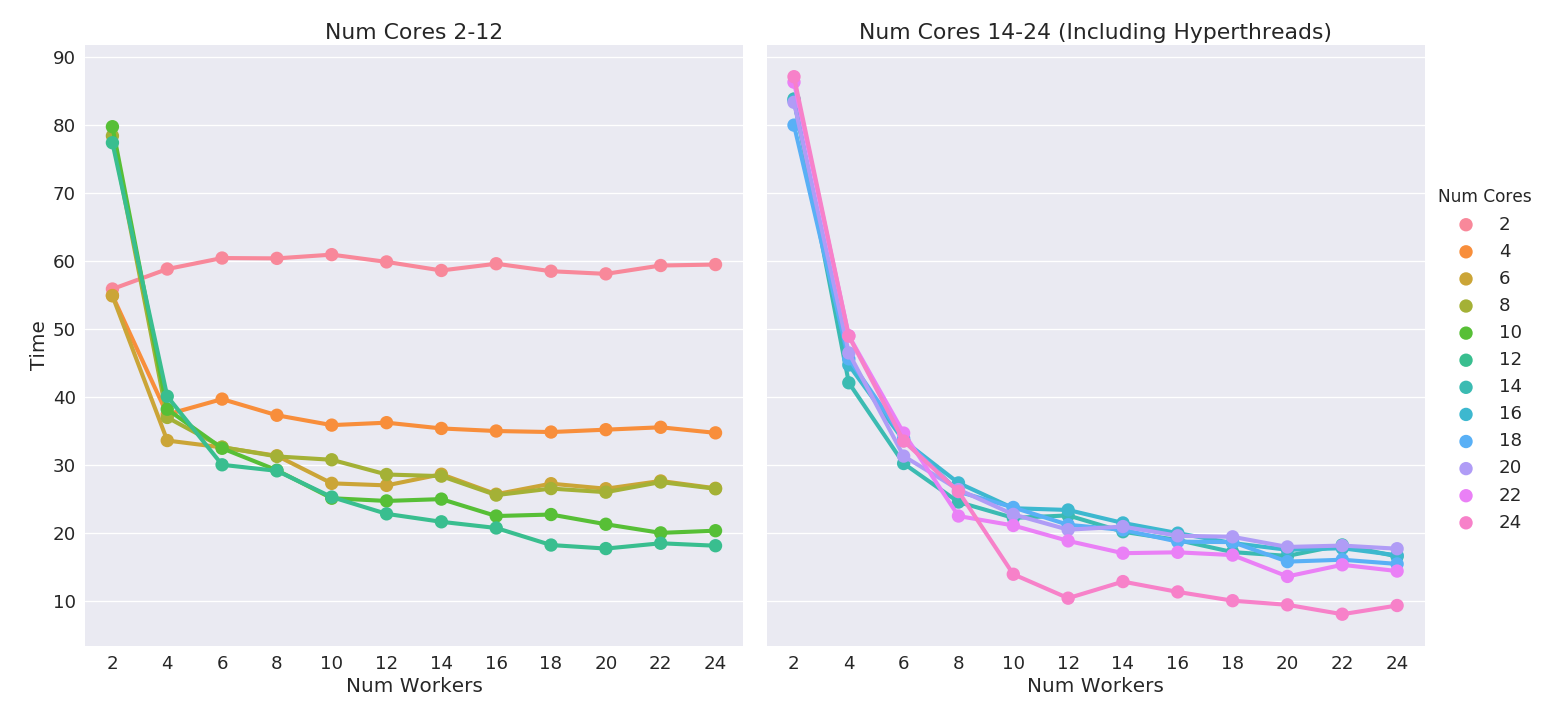 Num Cores 2-12
Num Cores 14-24 (Including Hyperthreads)
Time
90
80
70
60
50
40
30
20
10
2 4 6 8 10 12 14 16 18 20 22 24
Num Workers
2 4 6 8 10 12 14 16 18 20 22 24
Num Workers
Num Cores
2
4
6
8
10
12
14
16
18
20
22
24